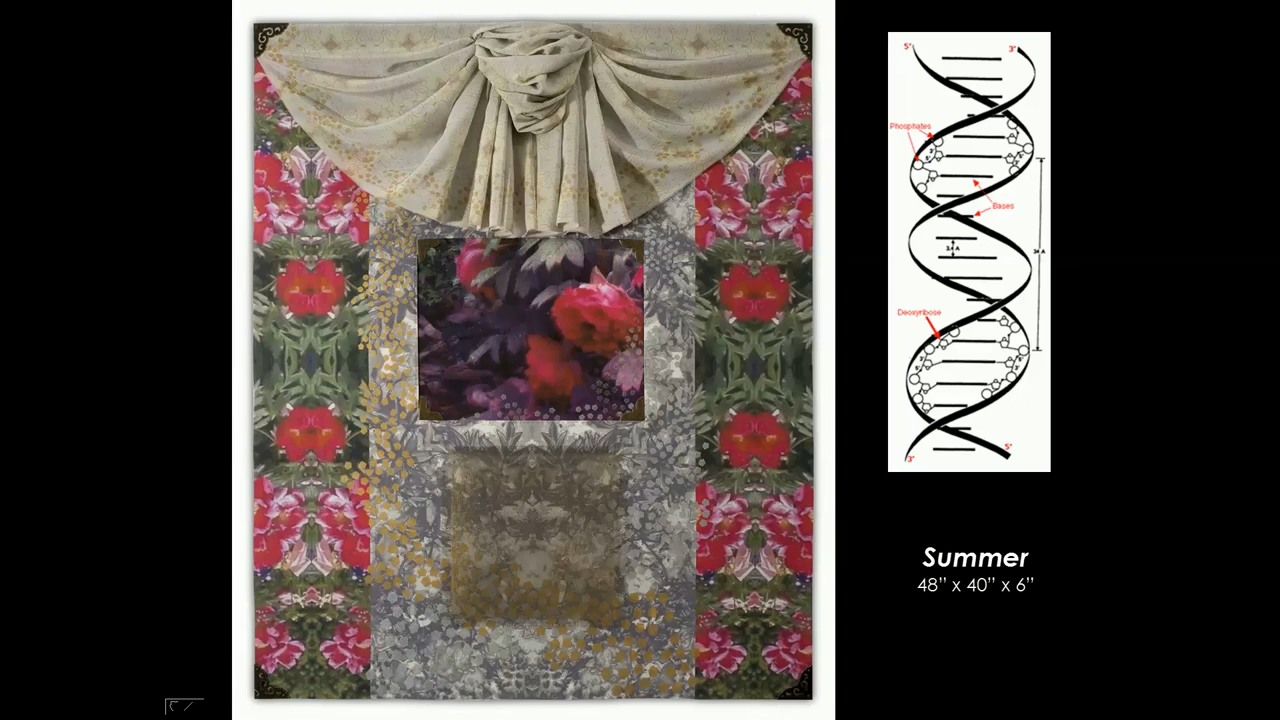 5'
3'
Phosphates
Bases
Deoxyribose
3'
5'
Summer
48” x 40” x 6”